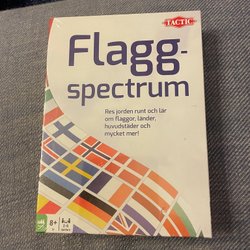 TACTIC
Flagg-
spectrum
Res jorden runt och lär
om flaggor, länder,
huvudstäder och
mycket mer!
8+